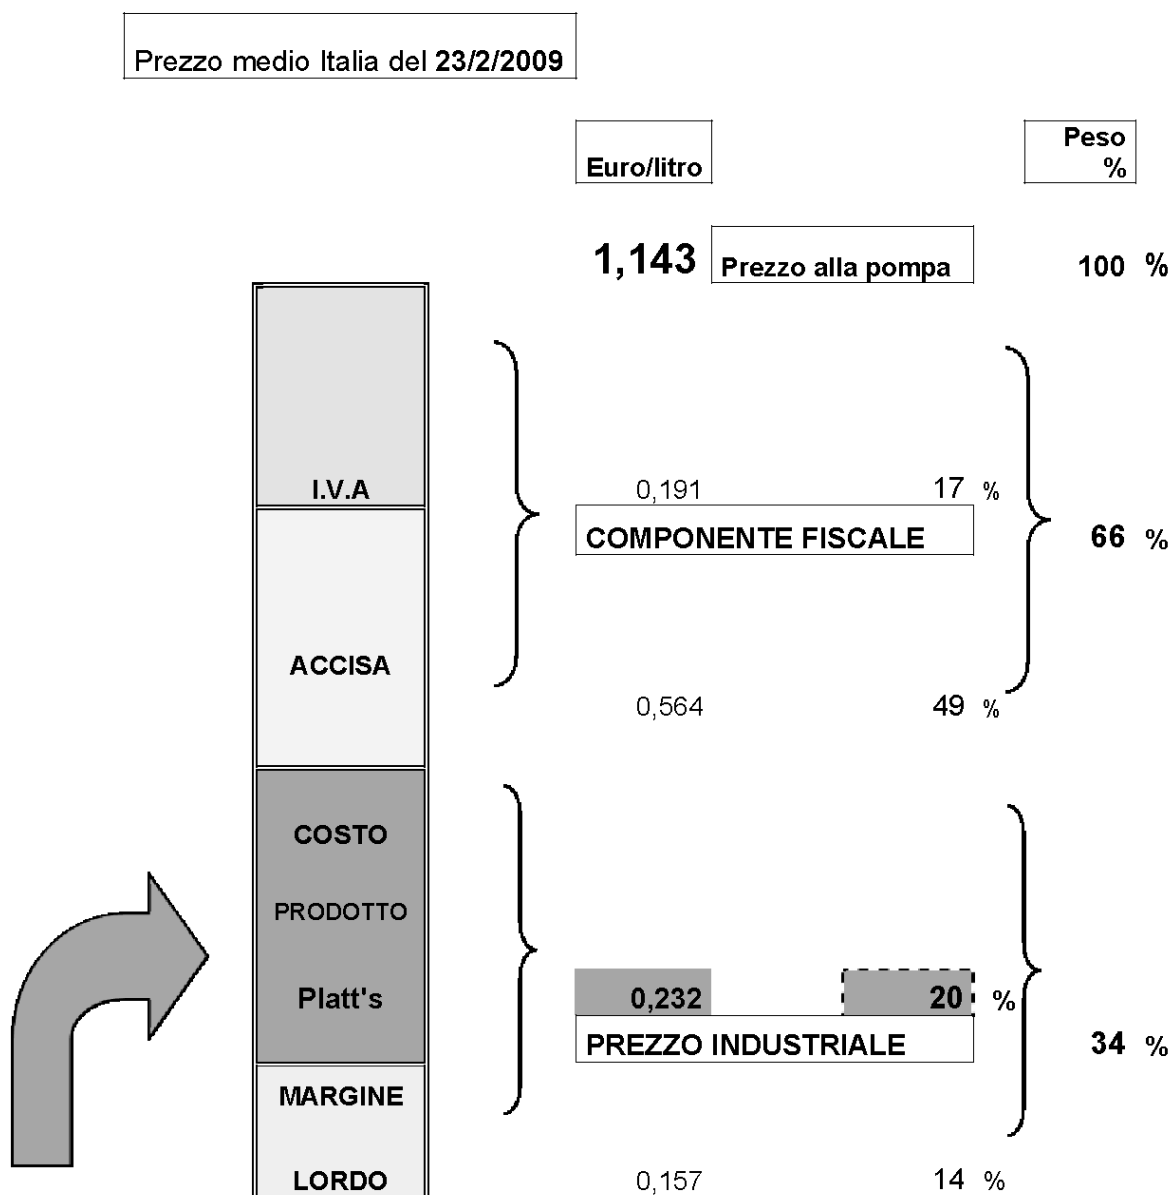 Prezzo medio Italia del 23/2/2009
Peso
Euro/litro %
1,143 Prezzo alla pompa 100 %
I.V.A 0,191 17 %
COMPONENTE FISCALE 66 %
ACCISA
0,564 49 %
COSTO
PRODOTTO
Platt's 0,232 20 %
PREZZO INDUSTRIALE 34 %
MARGINE
LORDO 0,157 14 %